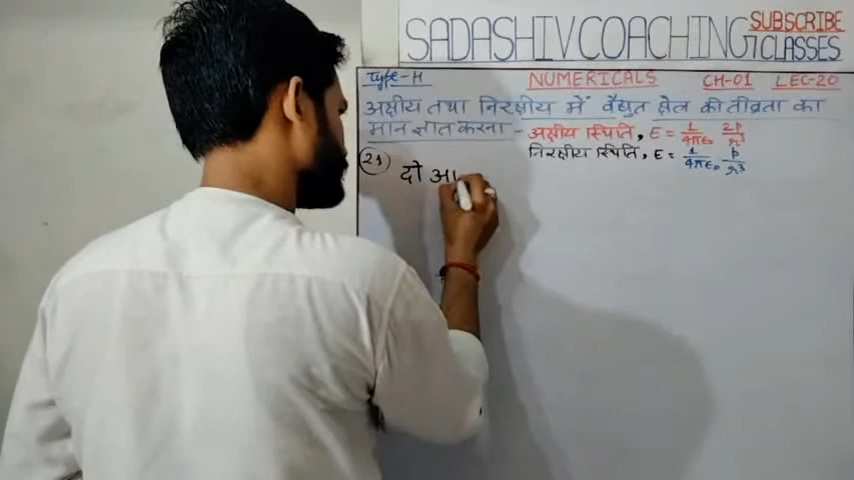 SADASHIV COACHING CLASSES
SUBSCRIBE
Type-H NUMERICALS CH-01 LEC-20
अक्षीय तथा निरक्षीय में वैद्युत क्षेत्र की तीव्रता का
मान ज्ञात करना - अक्षीय स्थिति, E = 1/4πε₀ 2p/r³
निरक्षीय स्थिति, E = 1/4πε₀ p/r³
(21) दो आ